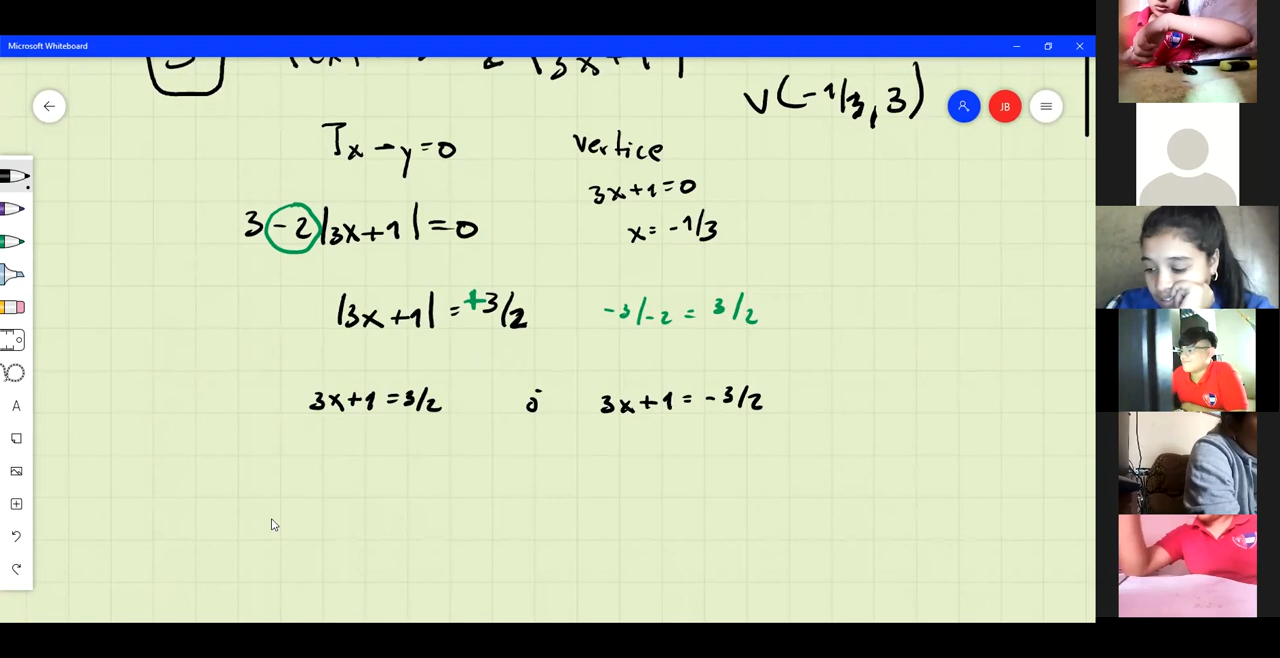 Microsoft Whiteboard
V(-1/3, 3)
JB
Ix - y = 0
vertice
3x+1=0
3 -2 |3x+1| = 0
x = -1/3
|3x+1| = +3/2
-3/-2 = 3/2
3x+1 = 3/2 ó 3x+1 = -3/2
A